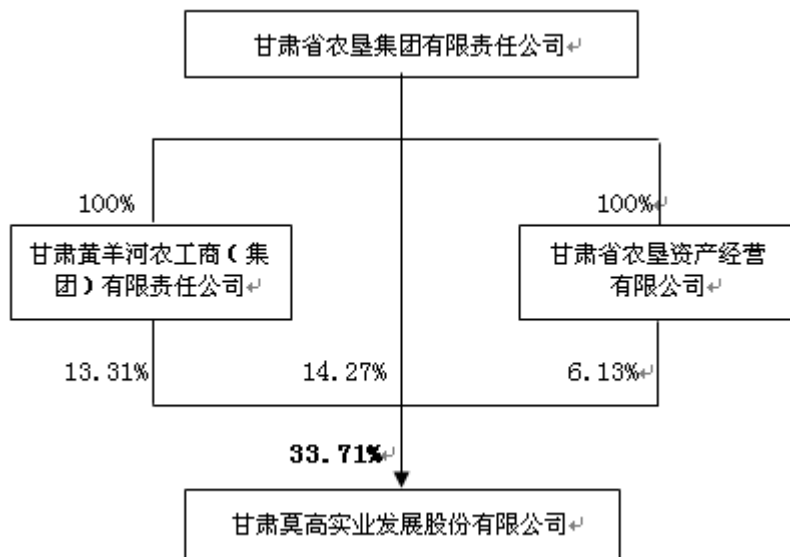 甘肃省农垦集团有限责任公司
100%
100%
甘肃黄羊河农工商(集
团)有限责任公司
甘肃省农垦资产经营
有限公司
13.31%
14.27%
6.13%
33.71%
甘肃莫高实业发展股份有限公司